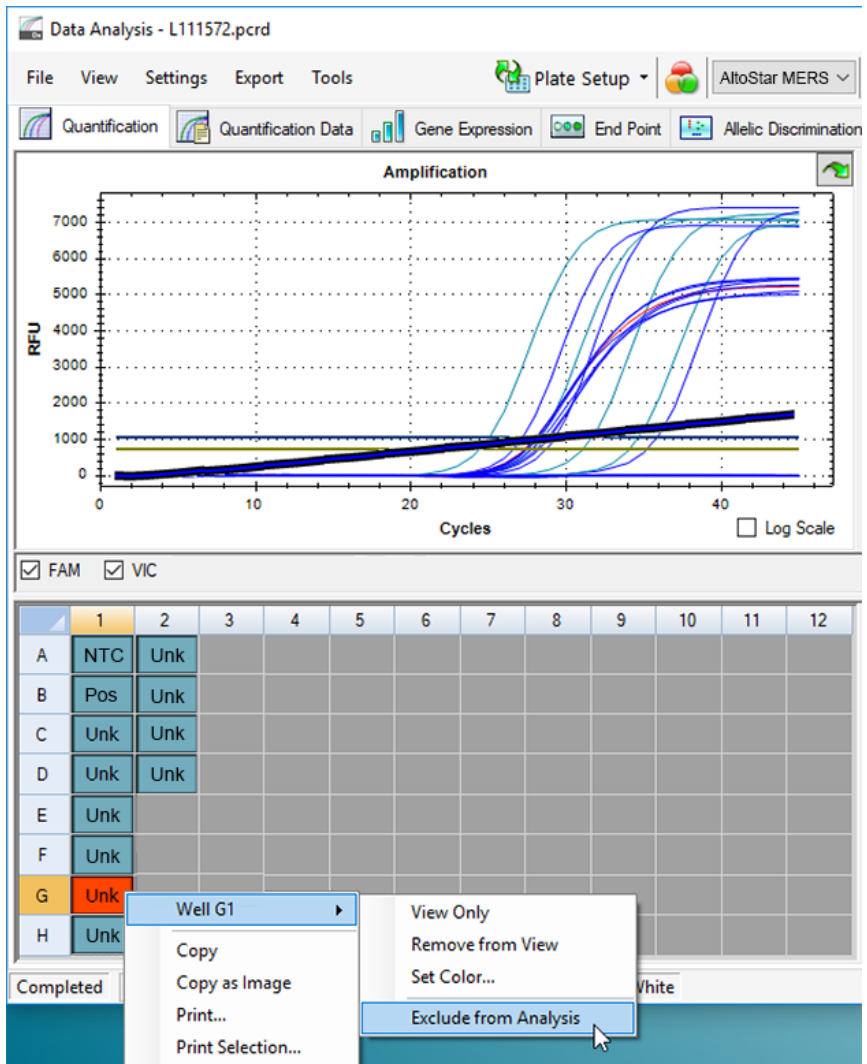 Data Analysis - L111572.pcrd
File View Settings Export Tools Plate Setup AltoStar MERS
Quantification Quantification Data Gene Expression End Point Allelic Discrimination
Amplification
7000
6000
5000
4000
3000
2000
1000
0
RFU
0 10 20 30 40
Cycles
Log Scale
FAM VIC
1 2 3 4 5 6 7 8 9 10 11 12
A NTC Unk
B Pos Unk
C Unk Unk
D Unk Unk
E Unk
F Unk
G Unk
H Unk
Well G1
Copy
Copy as Image
Print...
Print Selection...
View Only
Remove from View
Set Color...
Exclude from Analysis
Completed